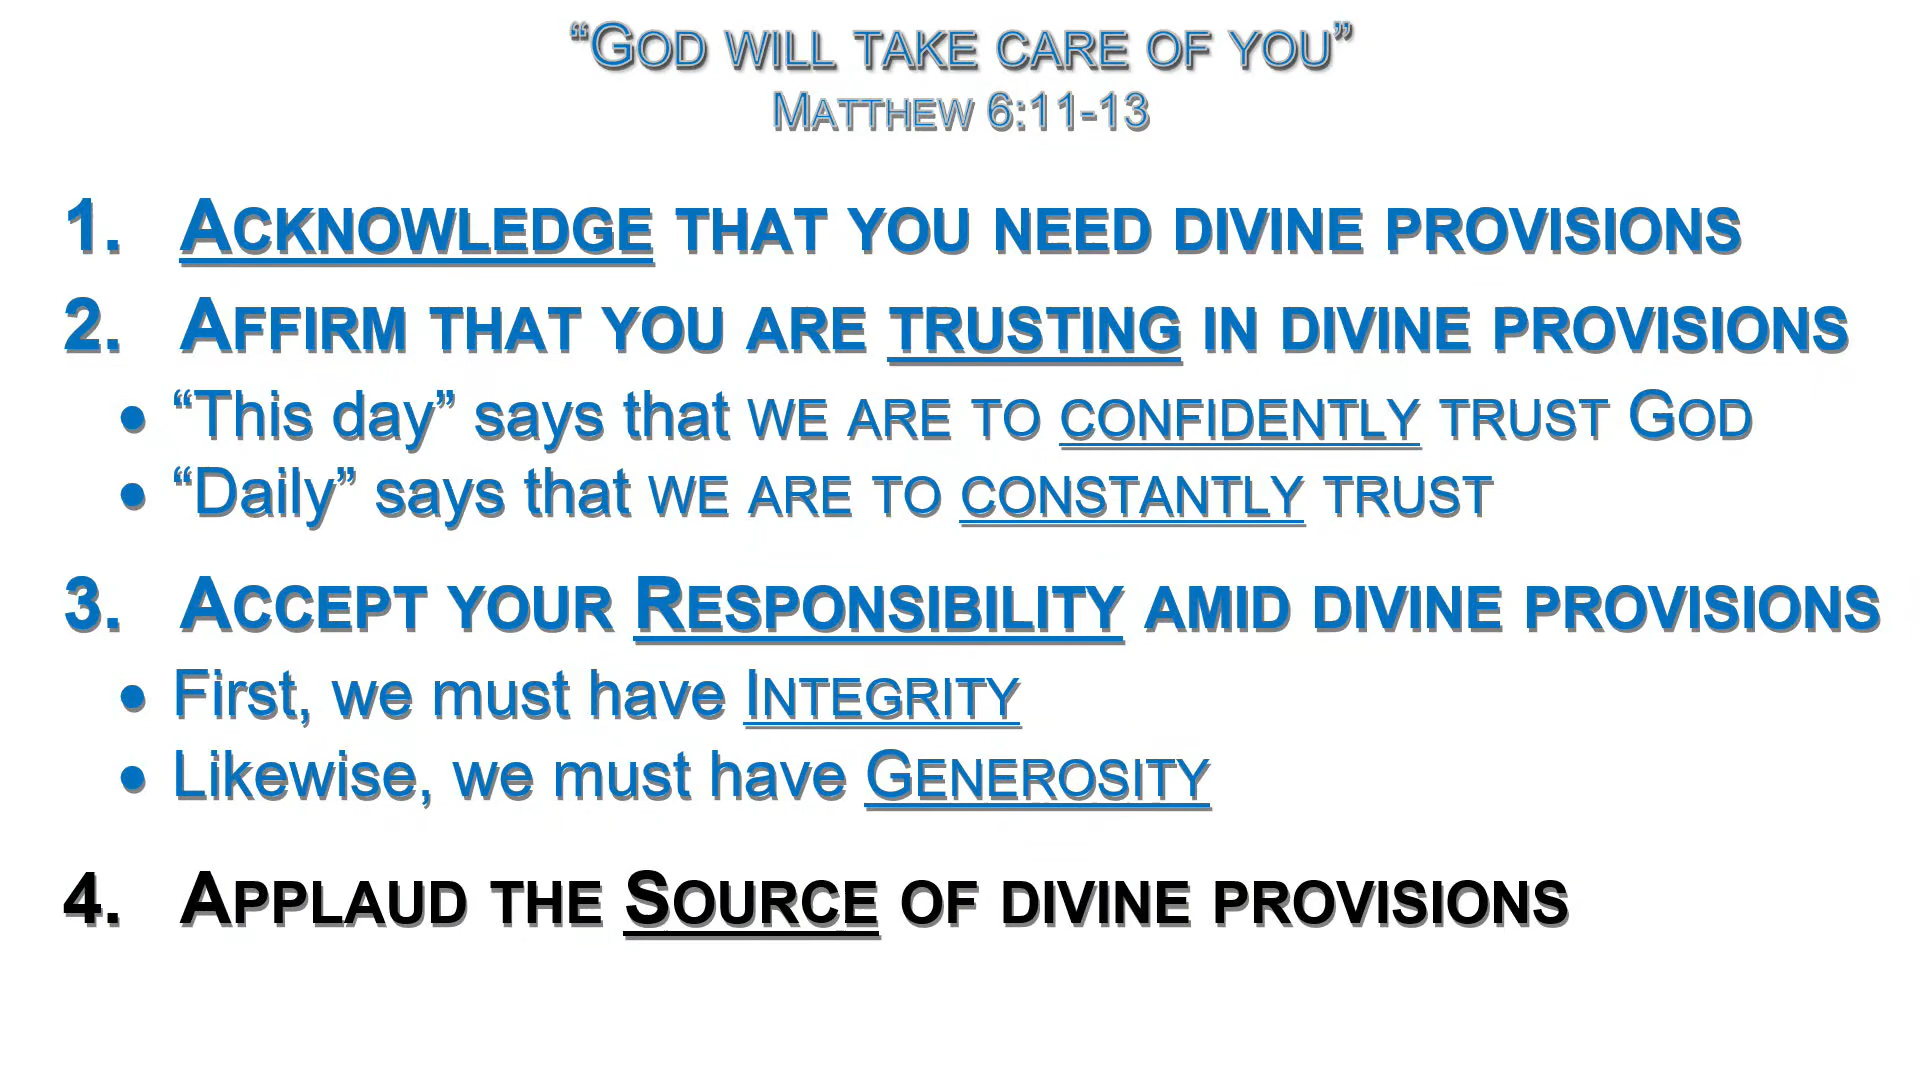 “God will take care of you”
Matthew 6:11-13
1. Acknowledge that you need divine provisions
2. Affirm that you are trusting in divine provisions
• “This day” says that we are to confidently trust God
• “Daily” says that we are to constantly trust
3. Accept your Responsibility amid divine provisions
• First, we must have Integrity
• Likewise, we must have Generosity
4. Applaud the Source of divine provisions